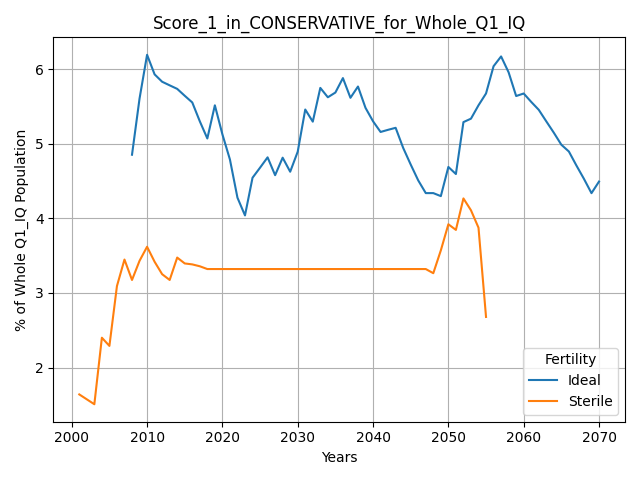 Score_1_in_CONSERVATIVE_for_Whole_Q1_IQ
% of Whole Q1_IQ Population
6
5
4
3
2
Fertility
Ideal
Sterile
2000 2010 2020 2030 2040 2050 2060 2070
Years